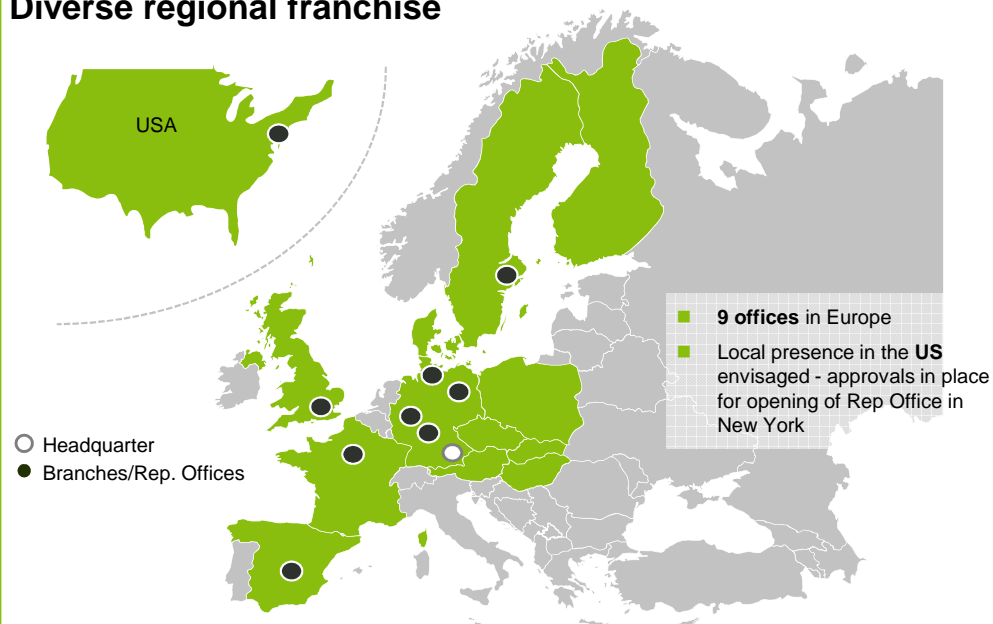 Diverse regional franchise
USA
9 offices in Europe
Local presence in the US
envisaged - approvals in place
for opening of Rep Office in
New York
Headquarter
Branches/Rep. Offices